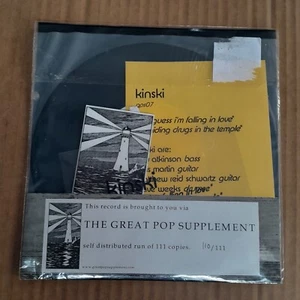 kinski
gps07
guess i'm falling in love'
ding drugs in the temple'
ki are:
atkinson bass
martin guitar
ew reid schwartz guitar
weeks
kinski
This record is brought to you via
THE GREAT POP SUPPLEMENT
self distributed run of 111 copies. 110/111